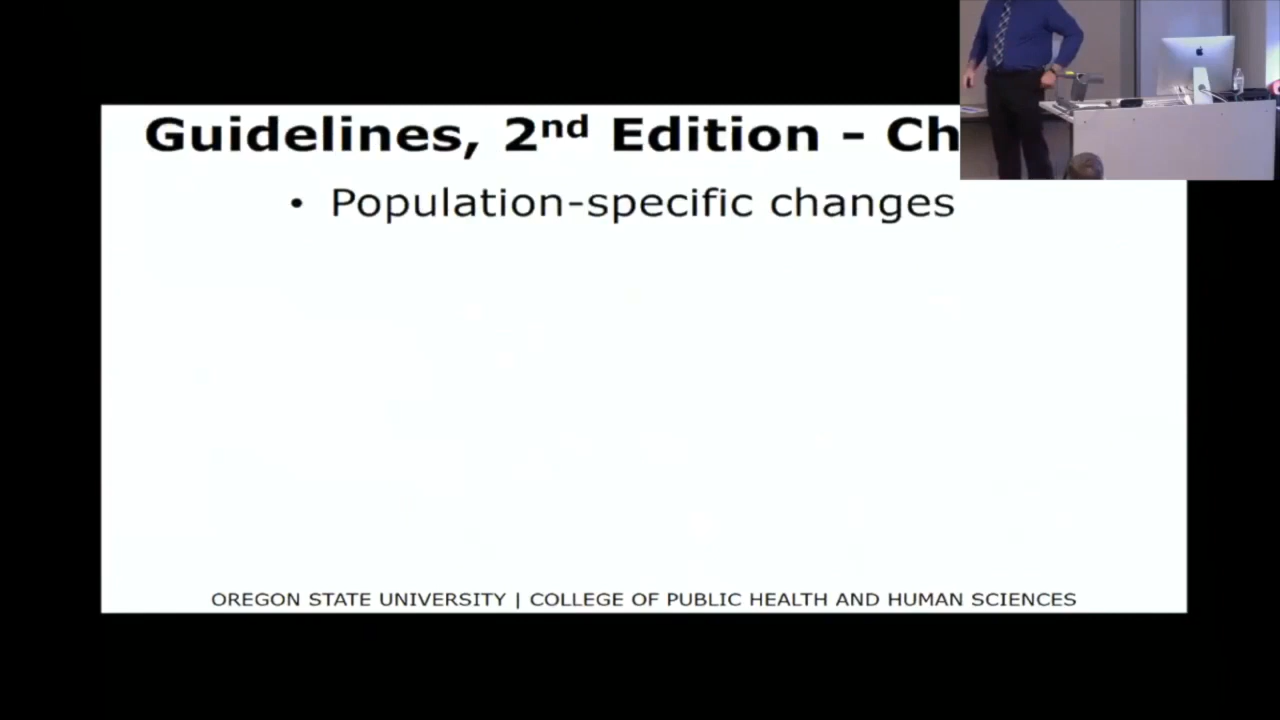 Guidelines, 2nd Edition - Ch
• Population-specific changes
OREGON STATE UNIVERSITY | COLLEGE OF PUBLIC HEALTH AND HUMAN SCIENCES